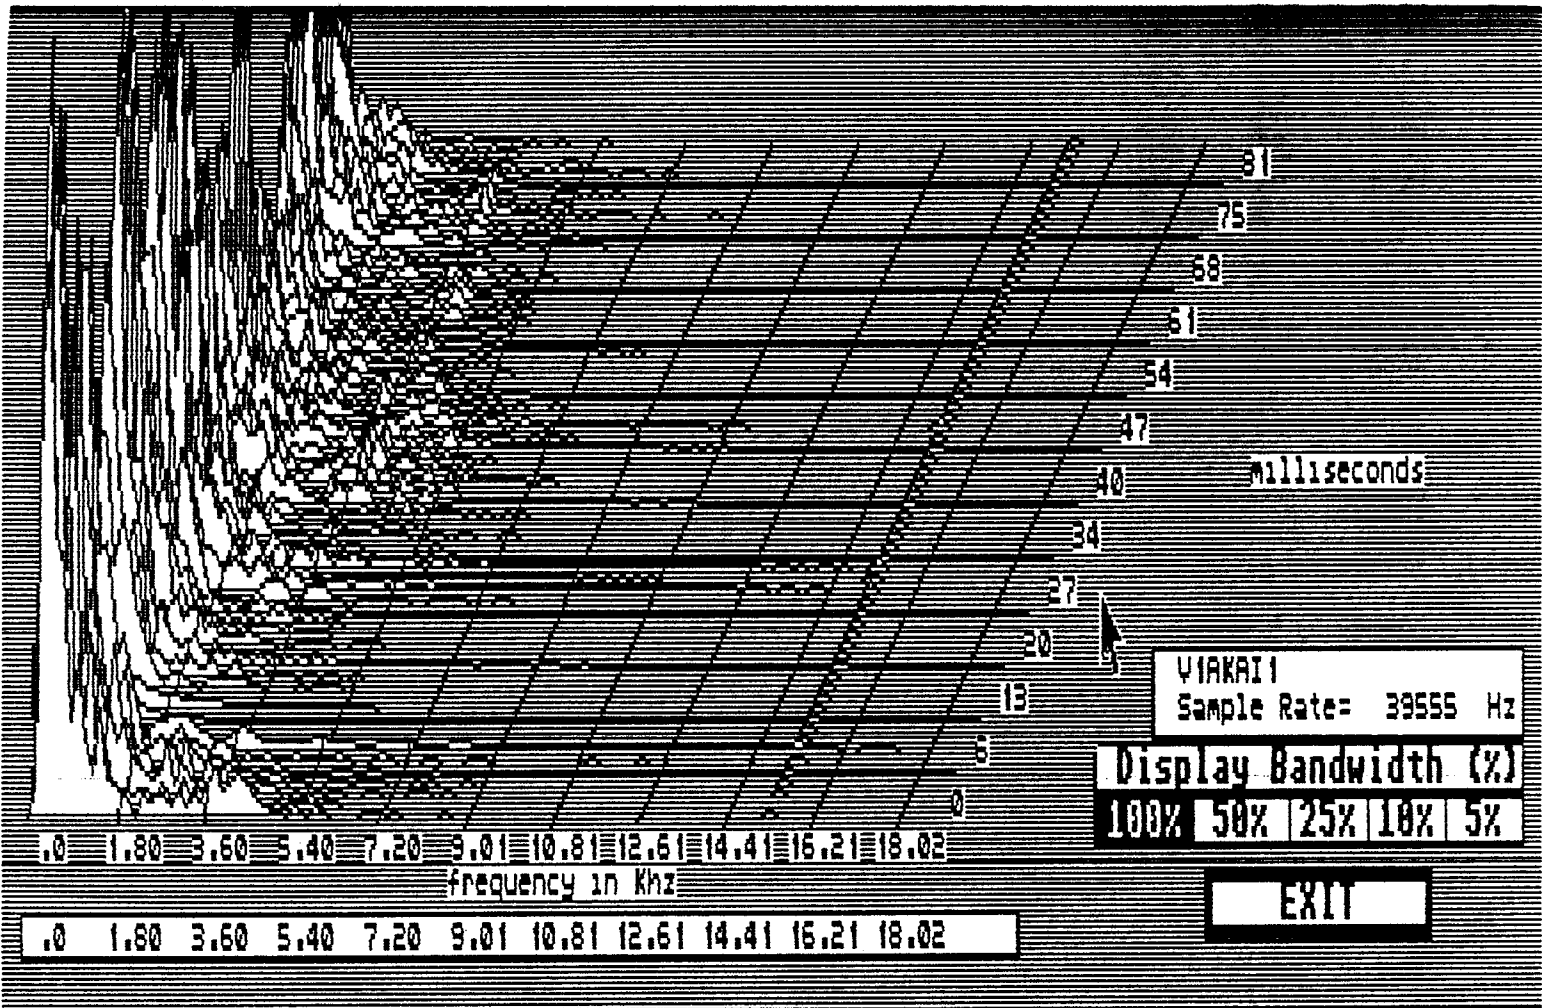 81
75
68
61
54
47
40
34
27
20
13
6
0
milliseconds
V1AKAI1
Sample Rate= 39555 Hz
Display Bandwidth (%)
100% 50% 25% 10% 5%
.0 1.80 3.60 5.40 7.20 9.01 10.81 12.61 14.41 16.21 18.02
frequency in Khz
EXIT
.0 1.80 3.60 5.40 7.20 9.01 10.81 12.61 14.41 16.21 18.02